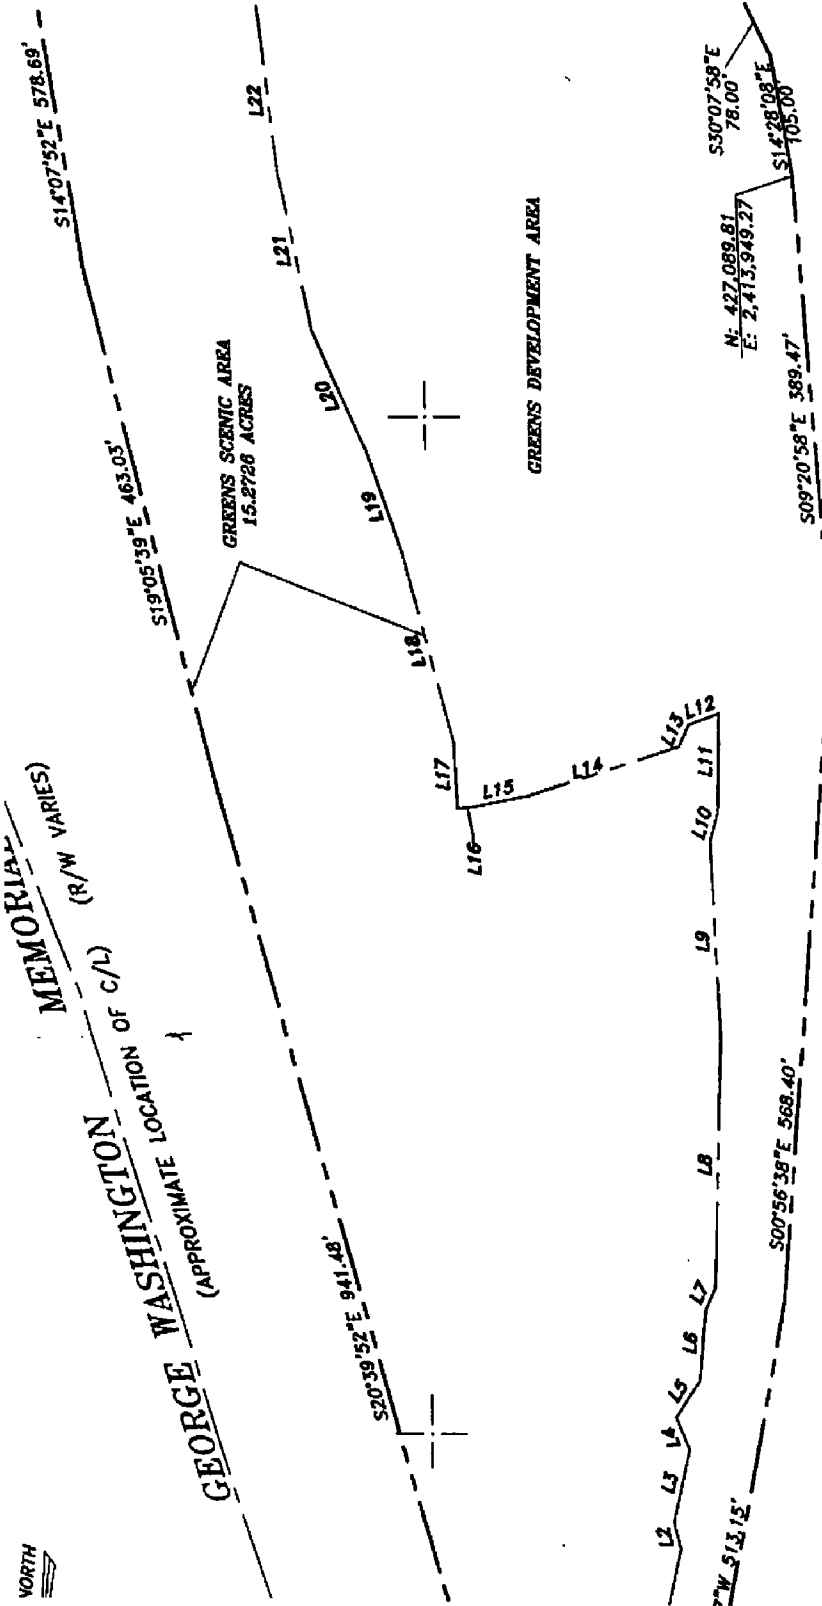 S14°07'52"E 578.69'
L22
S30°07'58"E
78.00'
S14°28'08"E
105.00'
L21
N: 427,089.81
E: 2,413,949.27
GREENS DEVELOPMENT AREA
L20
GREENS SCENIC AREA
15.2726 ACRES
S09°20'58"E 389.47'
S19°05'39"E 463.03'
L19
L18
L17
L16
L15
L14
L13
L12
L11
L10
L9
(R/W VARIES)
GEORGE WASHINGTON MEMORIAL
(APPROXIMATE LOCATION OF C/L)
S00°56'38"E 568.40'
L8
L7
L6
L5
L4
L3
L2
S20°39'52"E 941.48'
7"W 513.15'
NORTH